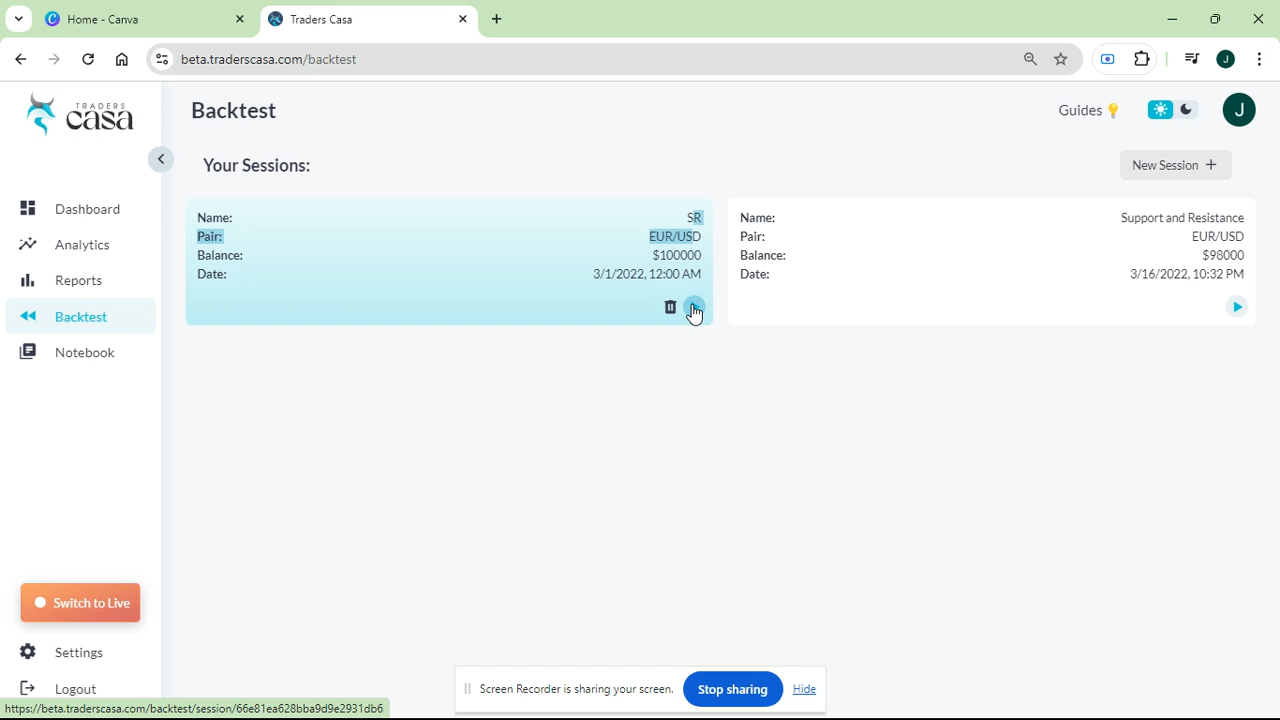 Home - Canva
Traders Casa
beta.traderscasa.com/backtest
J
TRADERS
casa
Backtest
Guides
J
Your Sessions:
New Session +
Dashboard
Analytics
Reports
Backtest
Notebook
Name: SR
Pair: EUR/USD
Balance: $100000
Date: 3/1/2022, 12:00 AM
Name: Support and Resistance
Pair: EUR/USD
Balance: $98000
Date: 3/16/2022, 10:32 PM
Switch to Live
Settings
Logout
Screen Recorder is sharing your screen. Stop sharing Hide
https://beta.traderscasa.com/backtest/session/66e81ea628bba9d9e2931db6